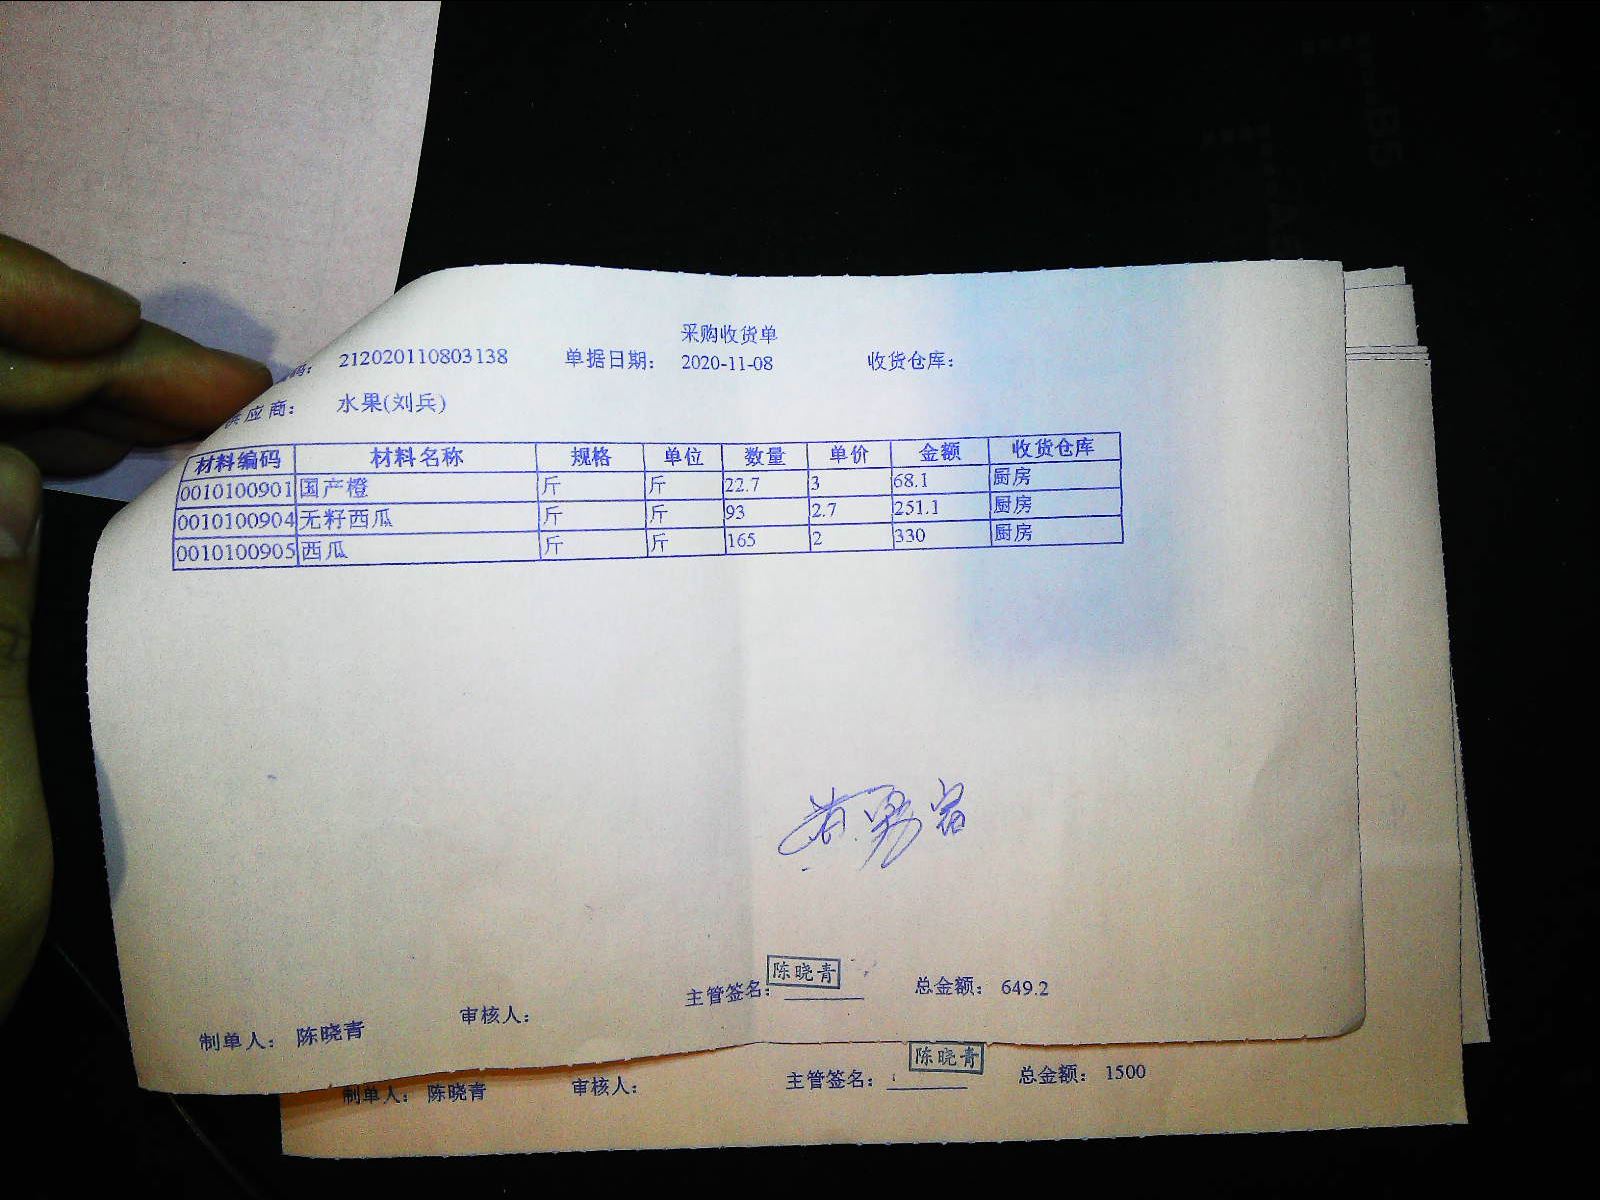 采购收货单
码: 212020110803138 单据日期: 2020-11-08 收货仓库:
供应商: 水果(刘兵)
材料编码 材料名称 规格 单位 数量 单价 金额 收货仓库
0010100901 国产橙 斤 斤 22.7 3 68.1 厨房
0010100904 无籽西瓜 斤 斤 93 2.7 251.1 厨房
0010100905 西瓜 斤 斤 165 2 330 厨房
制单人: 陈晓青 审核人: 主管签名: 陈晓青 总金额: 649.2
制单人: 陈晓青 审核人: 主管签名: 陈晓青 总金额: 1500
B5